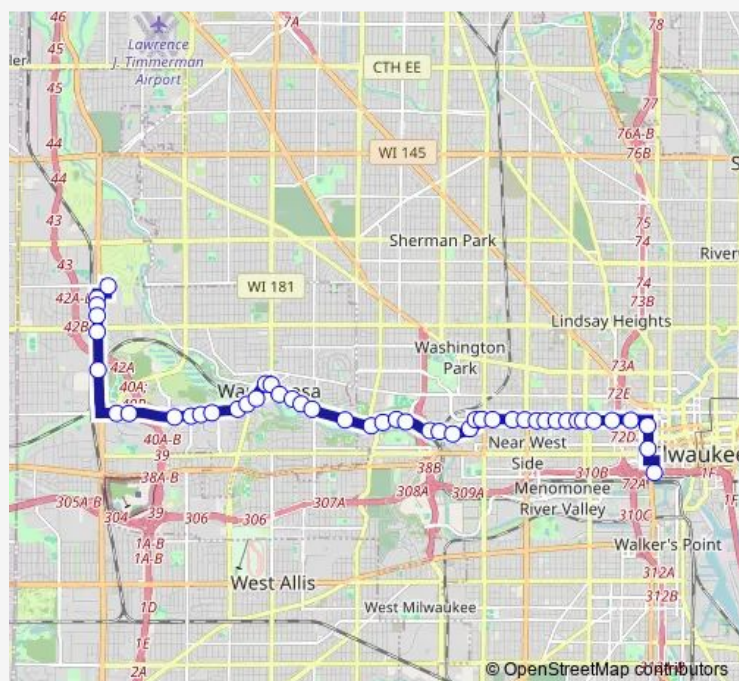 46
45
7A
Lawrence
J. Timmerman
Airport
CTH EE
78
77
44
WI 145
76A-B
76B
44
43
Sherman Park
74
43
74
WI 181
42A-B
73B
42B
Lindsay Heights
Washington
Park
42A
73A
40A;
72E
40A-B
Near West
Side
72D
39
38A-B
38B
310B
72A
1F
305A-B
307A
308A
309A
Menomonee
River Valley
304
39
306
306
310C
1A-B
1A-B
Walker's Point
312A
West Allis
1D
312B
West Milwaukee
1E
2A
© OpenStreetMap contributors